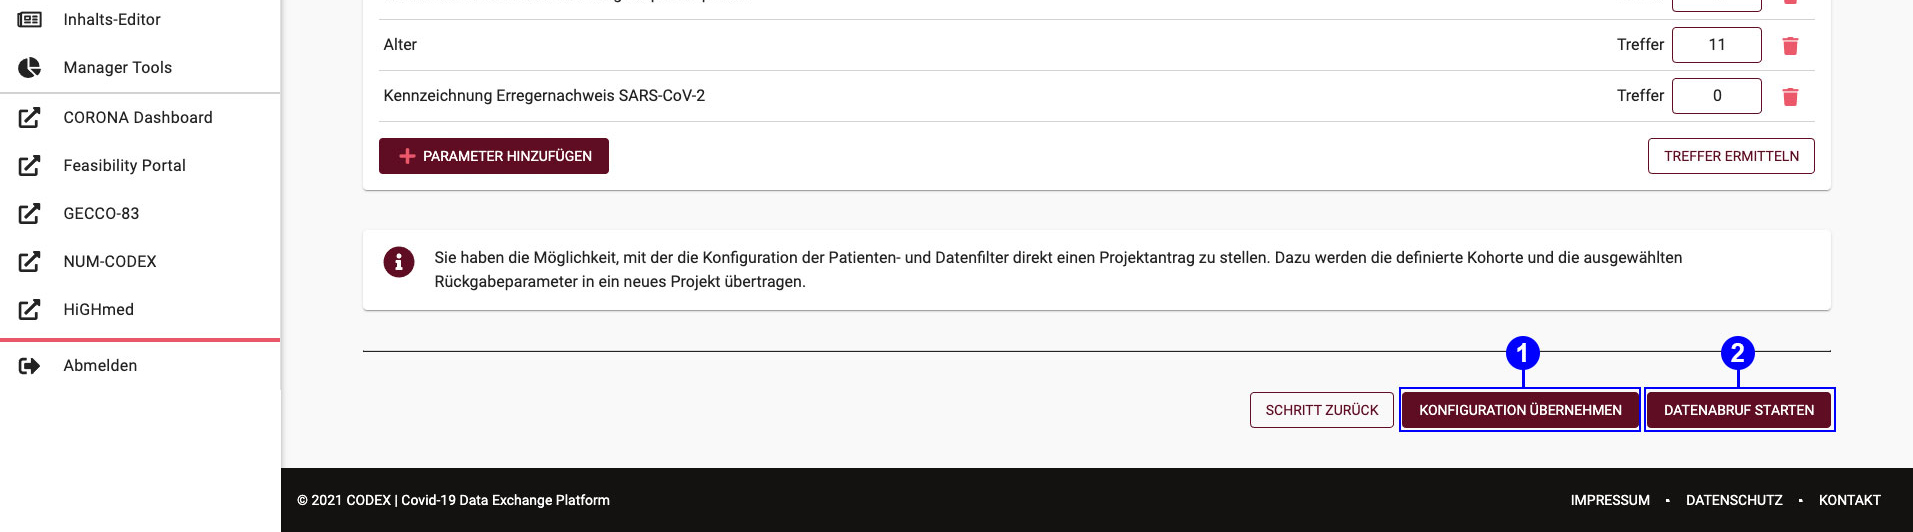 Inhalts-Editor
Manager Tools
CORONA Dashboard
Feasibility Portal
GECCO-83
NUM-CODEX
HiGHmed
Abmelden
Alter Treffer 11
Kennzeichnung Erregernachweis SARS-CoV-2 Treffer 0
PARAMETER HINZUFÜGEN TREFFER ERMITTELN
Sie haben die Möglichkeit, mit der die Konfiguration der Patienten- und Datenfilter direkt einen Projektantrag zu stellen. Dazu werden die definierte Kohorte und die ausgewählten
Rückgabeparameter in ein neues Projekt übertragen.
1 2
SCHRITT ZURÜCK KONFIGURATION ÜBERNEHMEN DATENABRUF STARTEN
© 2021 CODEX | Covid-19 Data Exchange Platform IMPRESSUM • DATENSCHUTZ • KONTAKT